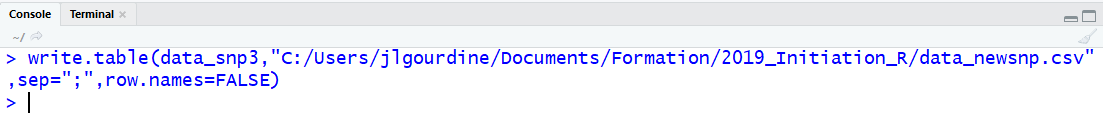 Console Terminal ×
~/
> write.table(data_snp3,"C:/Users/jlgourdine/Documents/Formation/2019_Initiation_R/data_newsnp.csv"
,sep=";",row.names=FALSE)
>